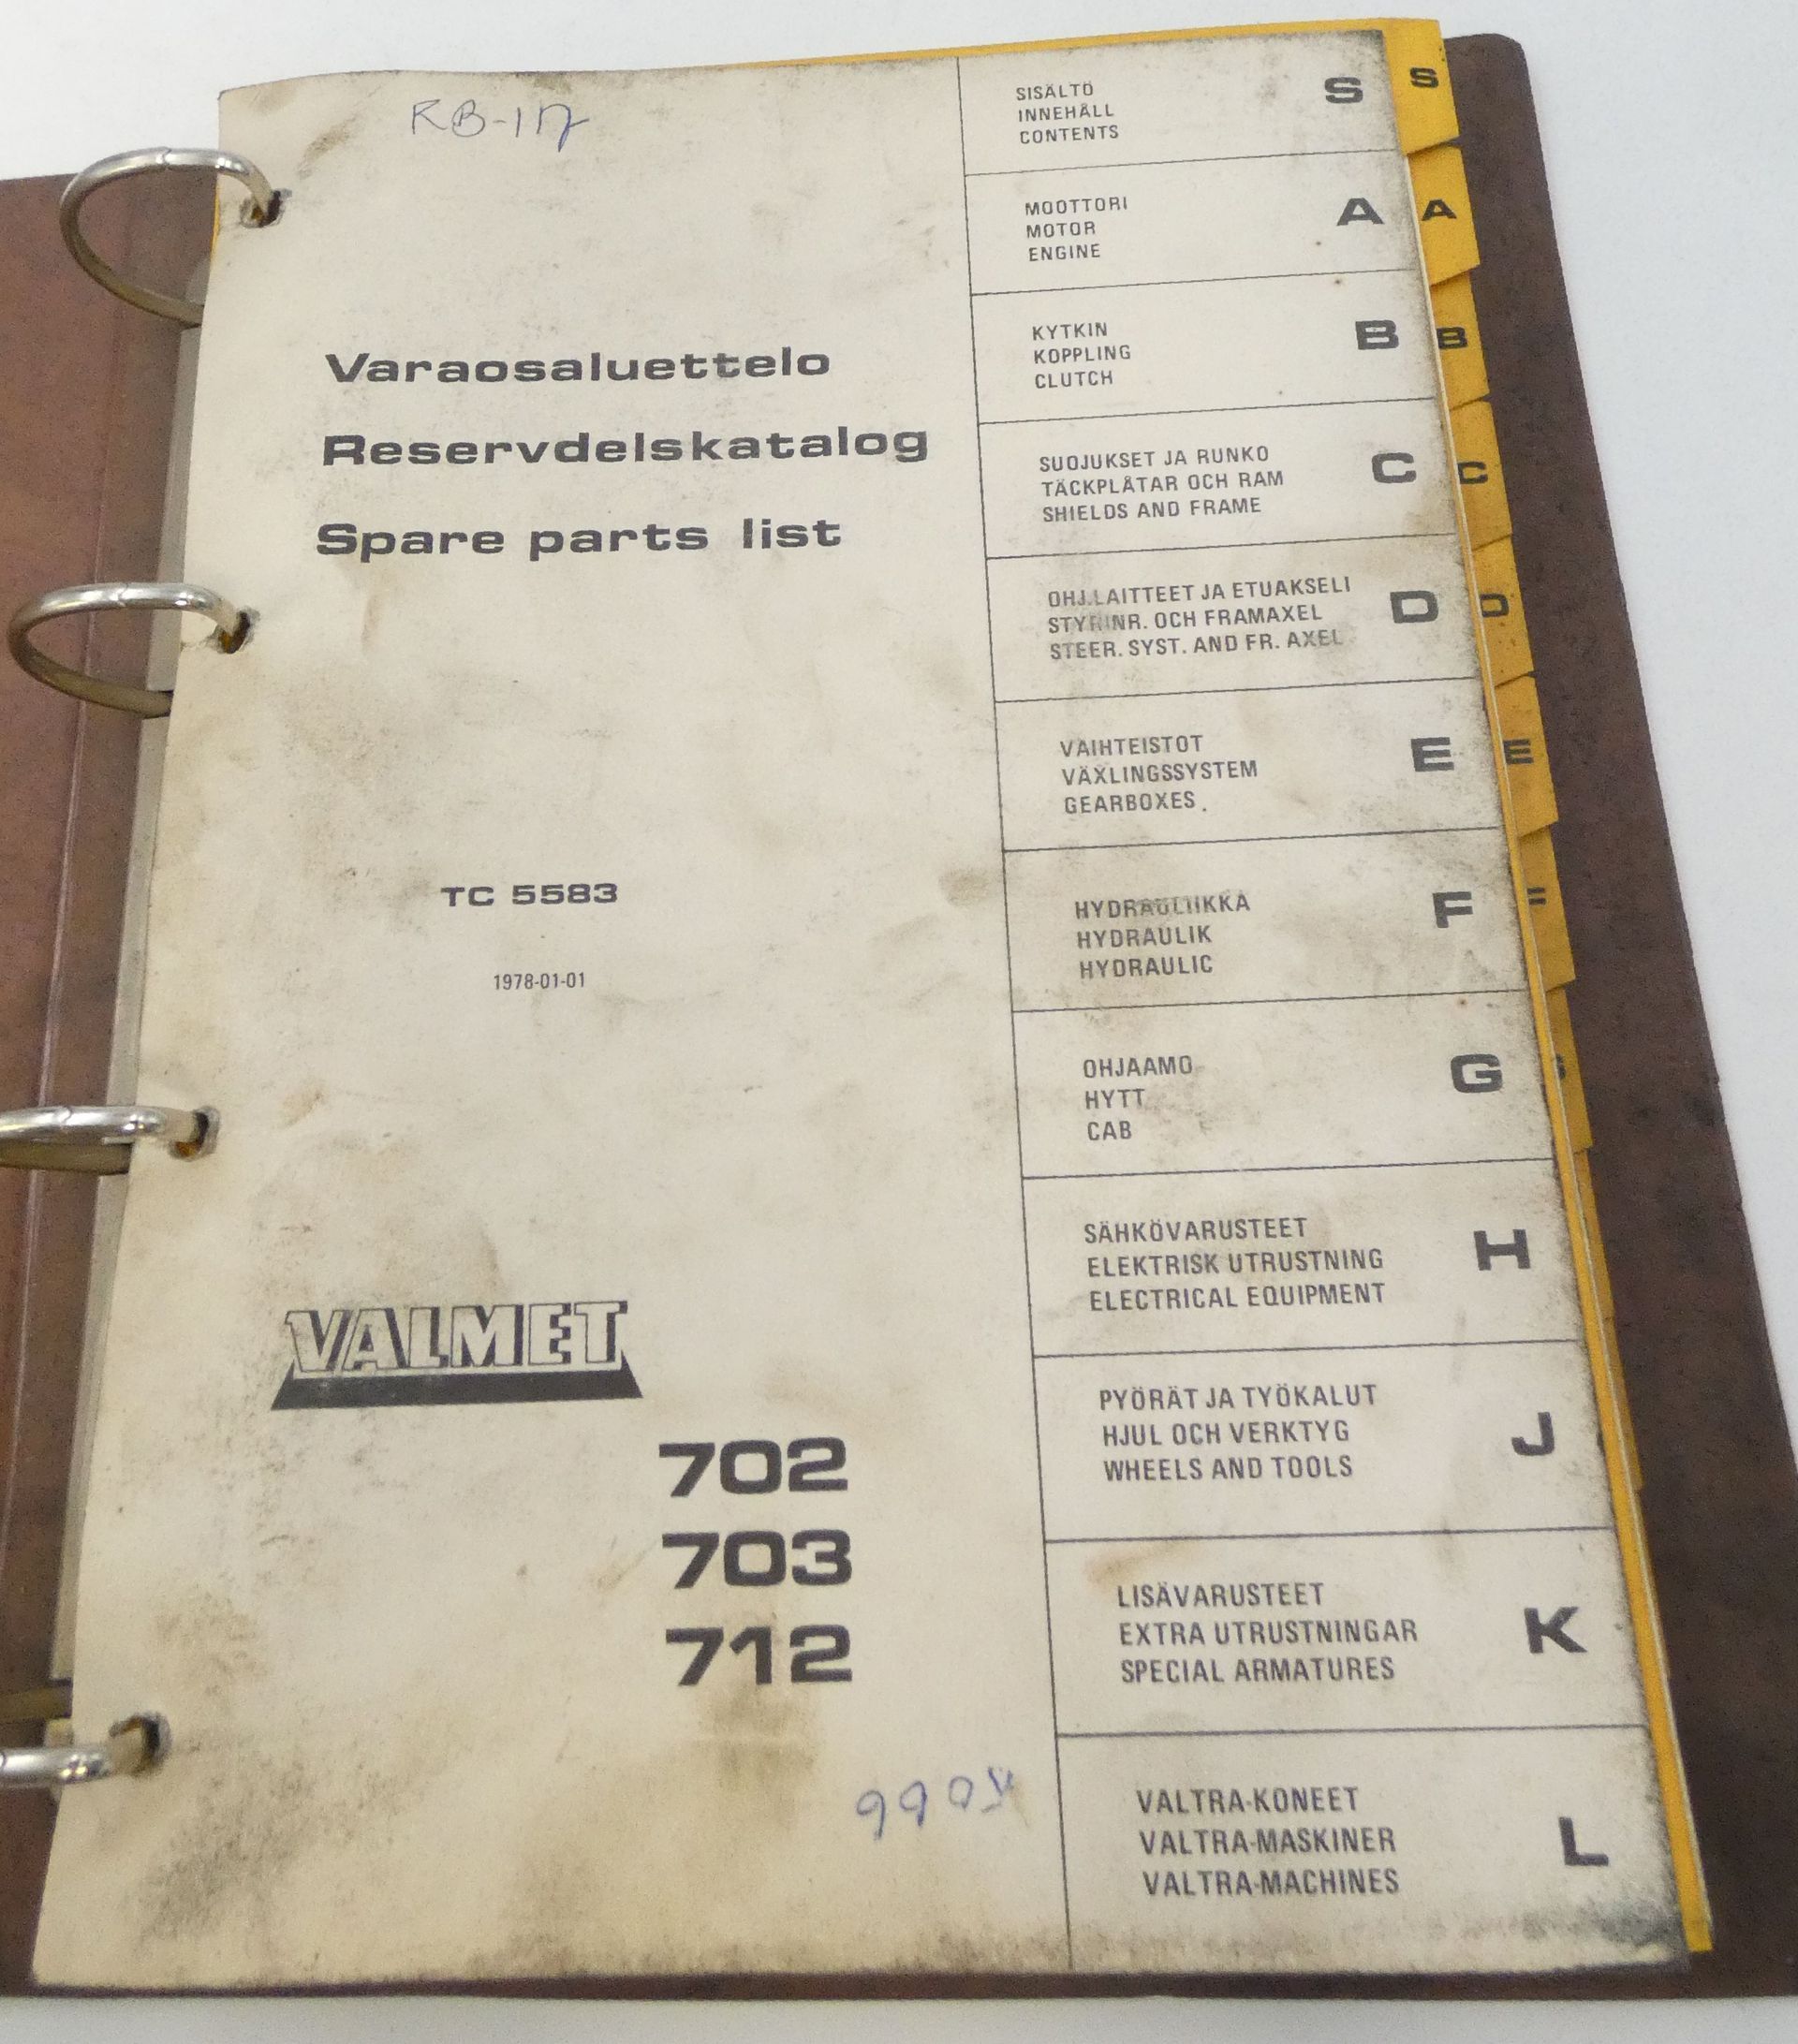 Varaosaluettelo
Reservdelskatalog
Spare parts list
TC 5583
1978-01-01
VALMET
702
703
712
SISÄLTÖ
INNEHÅLL
CONTENTS
S
MOOTTORI
MOTOR
ENGINE
A
KYTKIN
KOPPLING
CLUTCH
B
SUOJUKSET JA RUNKO
TÄCKPLÅTAR OCH RAM
SHIELDS AND FRAME
C
OHJ.LAITTEET JA ETUAKSELI
STYRINR. OCH FRAMAXEL
STEER. SYST. AND FR. AXEL
D
VAIHTEISTOT
VÄXLINGSSYSTEM
GEARBOXES
E
HYDRAULIIKKA
HYDRAULIK
HYDRAULIC
F
OHJAAMO
HYTT
CAB
G
SÄHKÖVARUSTEET
ELEKTRISK UTRUSTNING
ELECTRICAL EQUIPMENT
H
PYÖRÄT JA TYÖKALUT
HJUL OCH VERKTYG
WHEELS AND TOOLS
J
LISÄVARUSTEET
EXTRA UTRUSTNINGAR
SPECIAL ARMATURES
K
VALTRA-KONEET
VALTRA-MASKINER
VALTRA-MACHINES
L
S
A
B
C
D
E
F